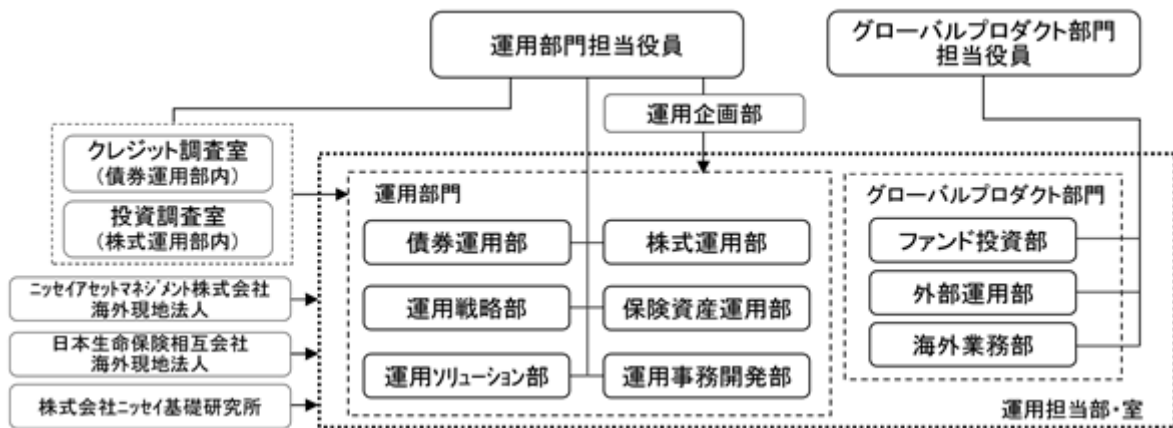 運用部門担当役員
グローバルプロダクト部門
担当役員
運用企画部
クレジット調査室
（債券運用部内）
投資調査室
（株式運用部内）
ニッセイアセットマネジメント株式会社
海外現地法人
日本生命保険相互会社
海外現地法人
株式会社ニッセイ基礎研究所
運用部門
債券運用部
株式運用部
運用戦略部
保険資産運用部
運用ソリューション部
運用事務開発部
グローバルプロダクト部門
ファンド投資部
外部運用部
海外業務部
運用担当部・室